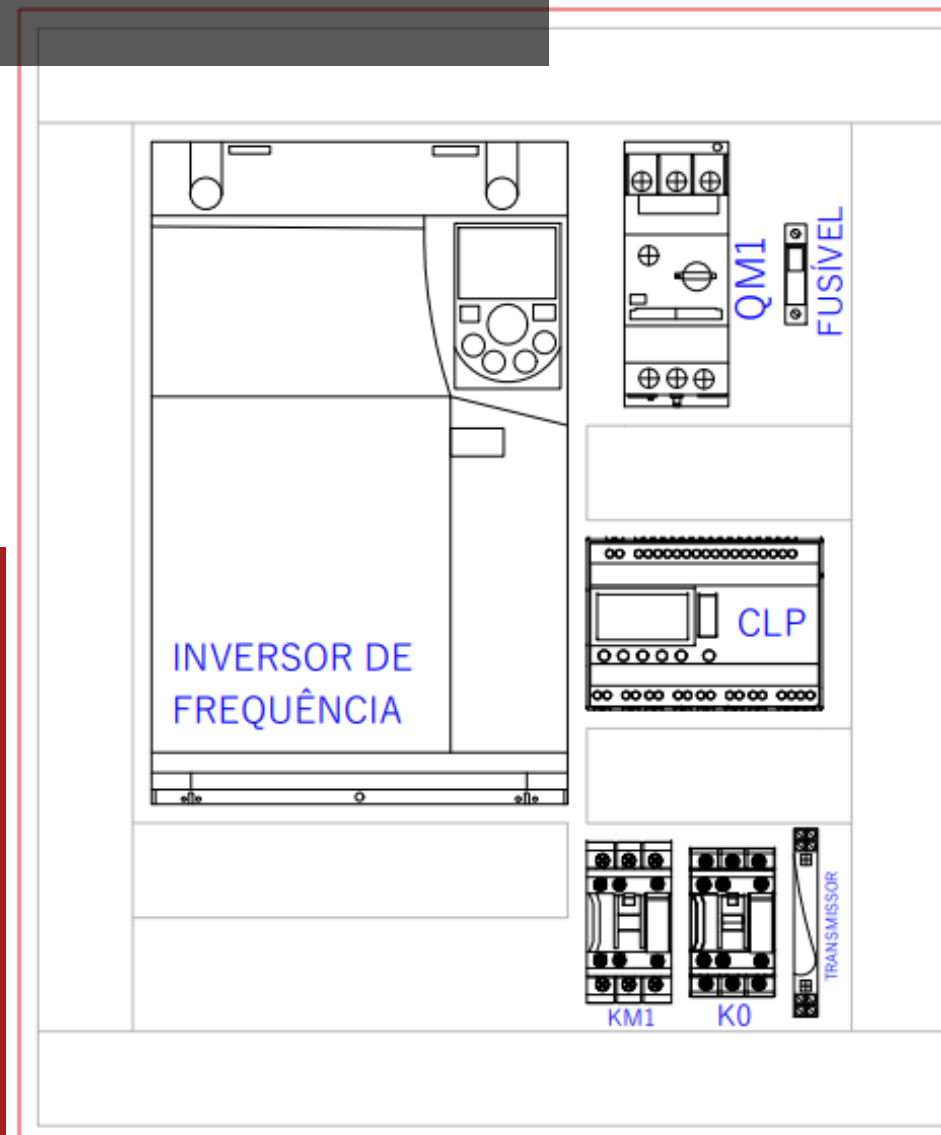 QM1
FUSÍVEL
CLP
INVERSOR DE
FREQUÊNCIA
TRANSMISSOR
KM1
K0